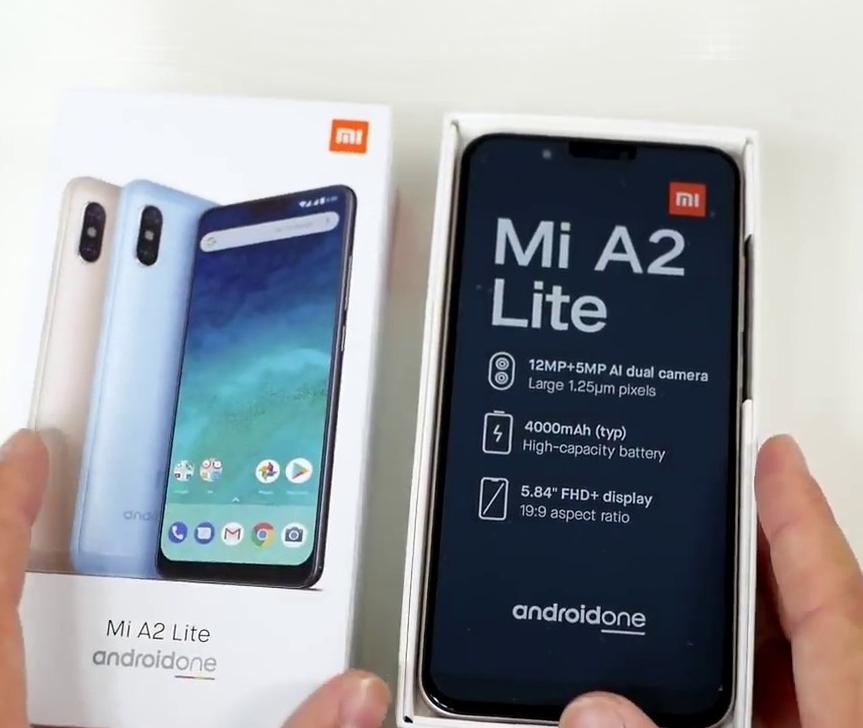 mi
Mi A2 Lite
androidone
mi
Mi A2
Lite
12MP+5MP AI dual camera
Large 1.25μm pixels
4000mAh (typ)
High-capacity battery
5.84" FHD+ display
19:9 aspect ratio
androidone